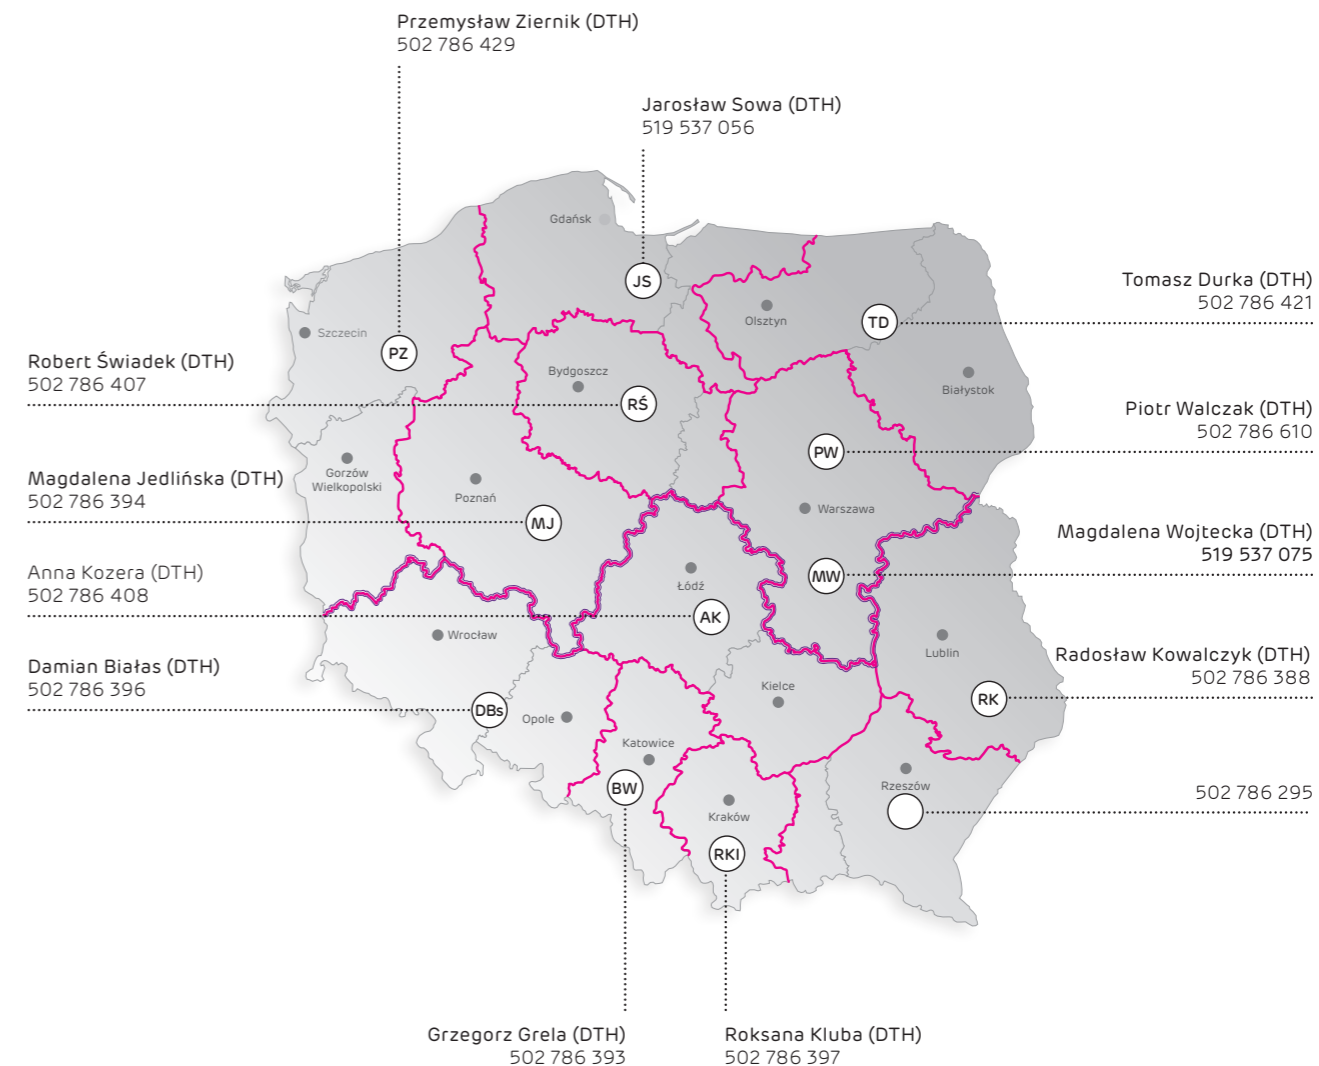 Przemysław Ziernik (DTH)
502 786 429
Jarosław Sowa (DTH)
519 537 056
Gdańsk
JS
Tomasz Durka (DTH)
502 786 421
Olsztyn
TD
Szczecin
PZ
Robert Świadek (DTH)
502 786 407
Bydgoszcz
RŚ
Białystok
Piotr Walczak (DTH)
502 786 610
PW
Gorzów
Wielkopolski
Magdalena Jedlińska (DTH)
502 786 394
Poznań
MJ
Warszawa
Magdalena Wojtecka (DTH)
519 537 075
MW
Anna Kozera (DTH)
502 786 408
Łódź
AK
Wrocław
Lublin
Radosław Kowalczyk (DTH)
502 786 388
RK
Damian Białas (DTH)
502 786 396
DBs
Opole
Kielce
Katowice
BW
Rzeszów
502 786 295
Kraków
RKl
Grzegorz Grela (DTH)
502 786 393
Roksana Kluba (DTH)
502 786 397